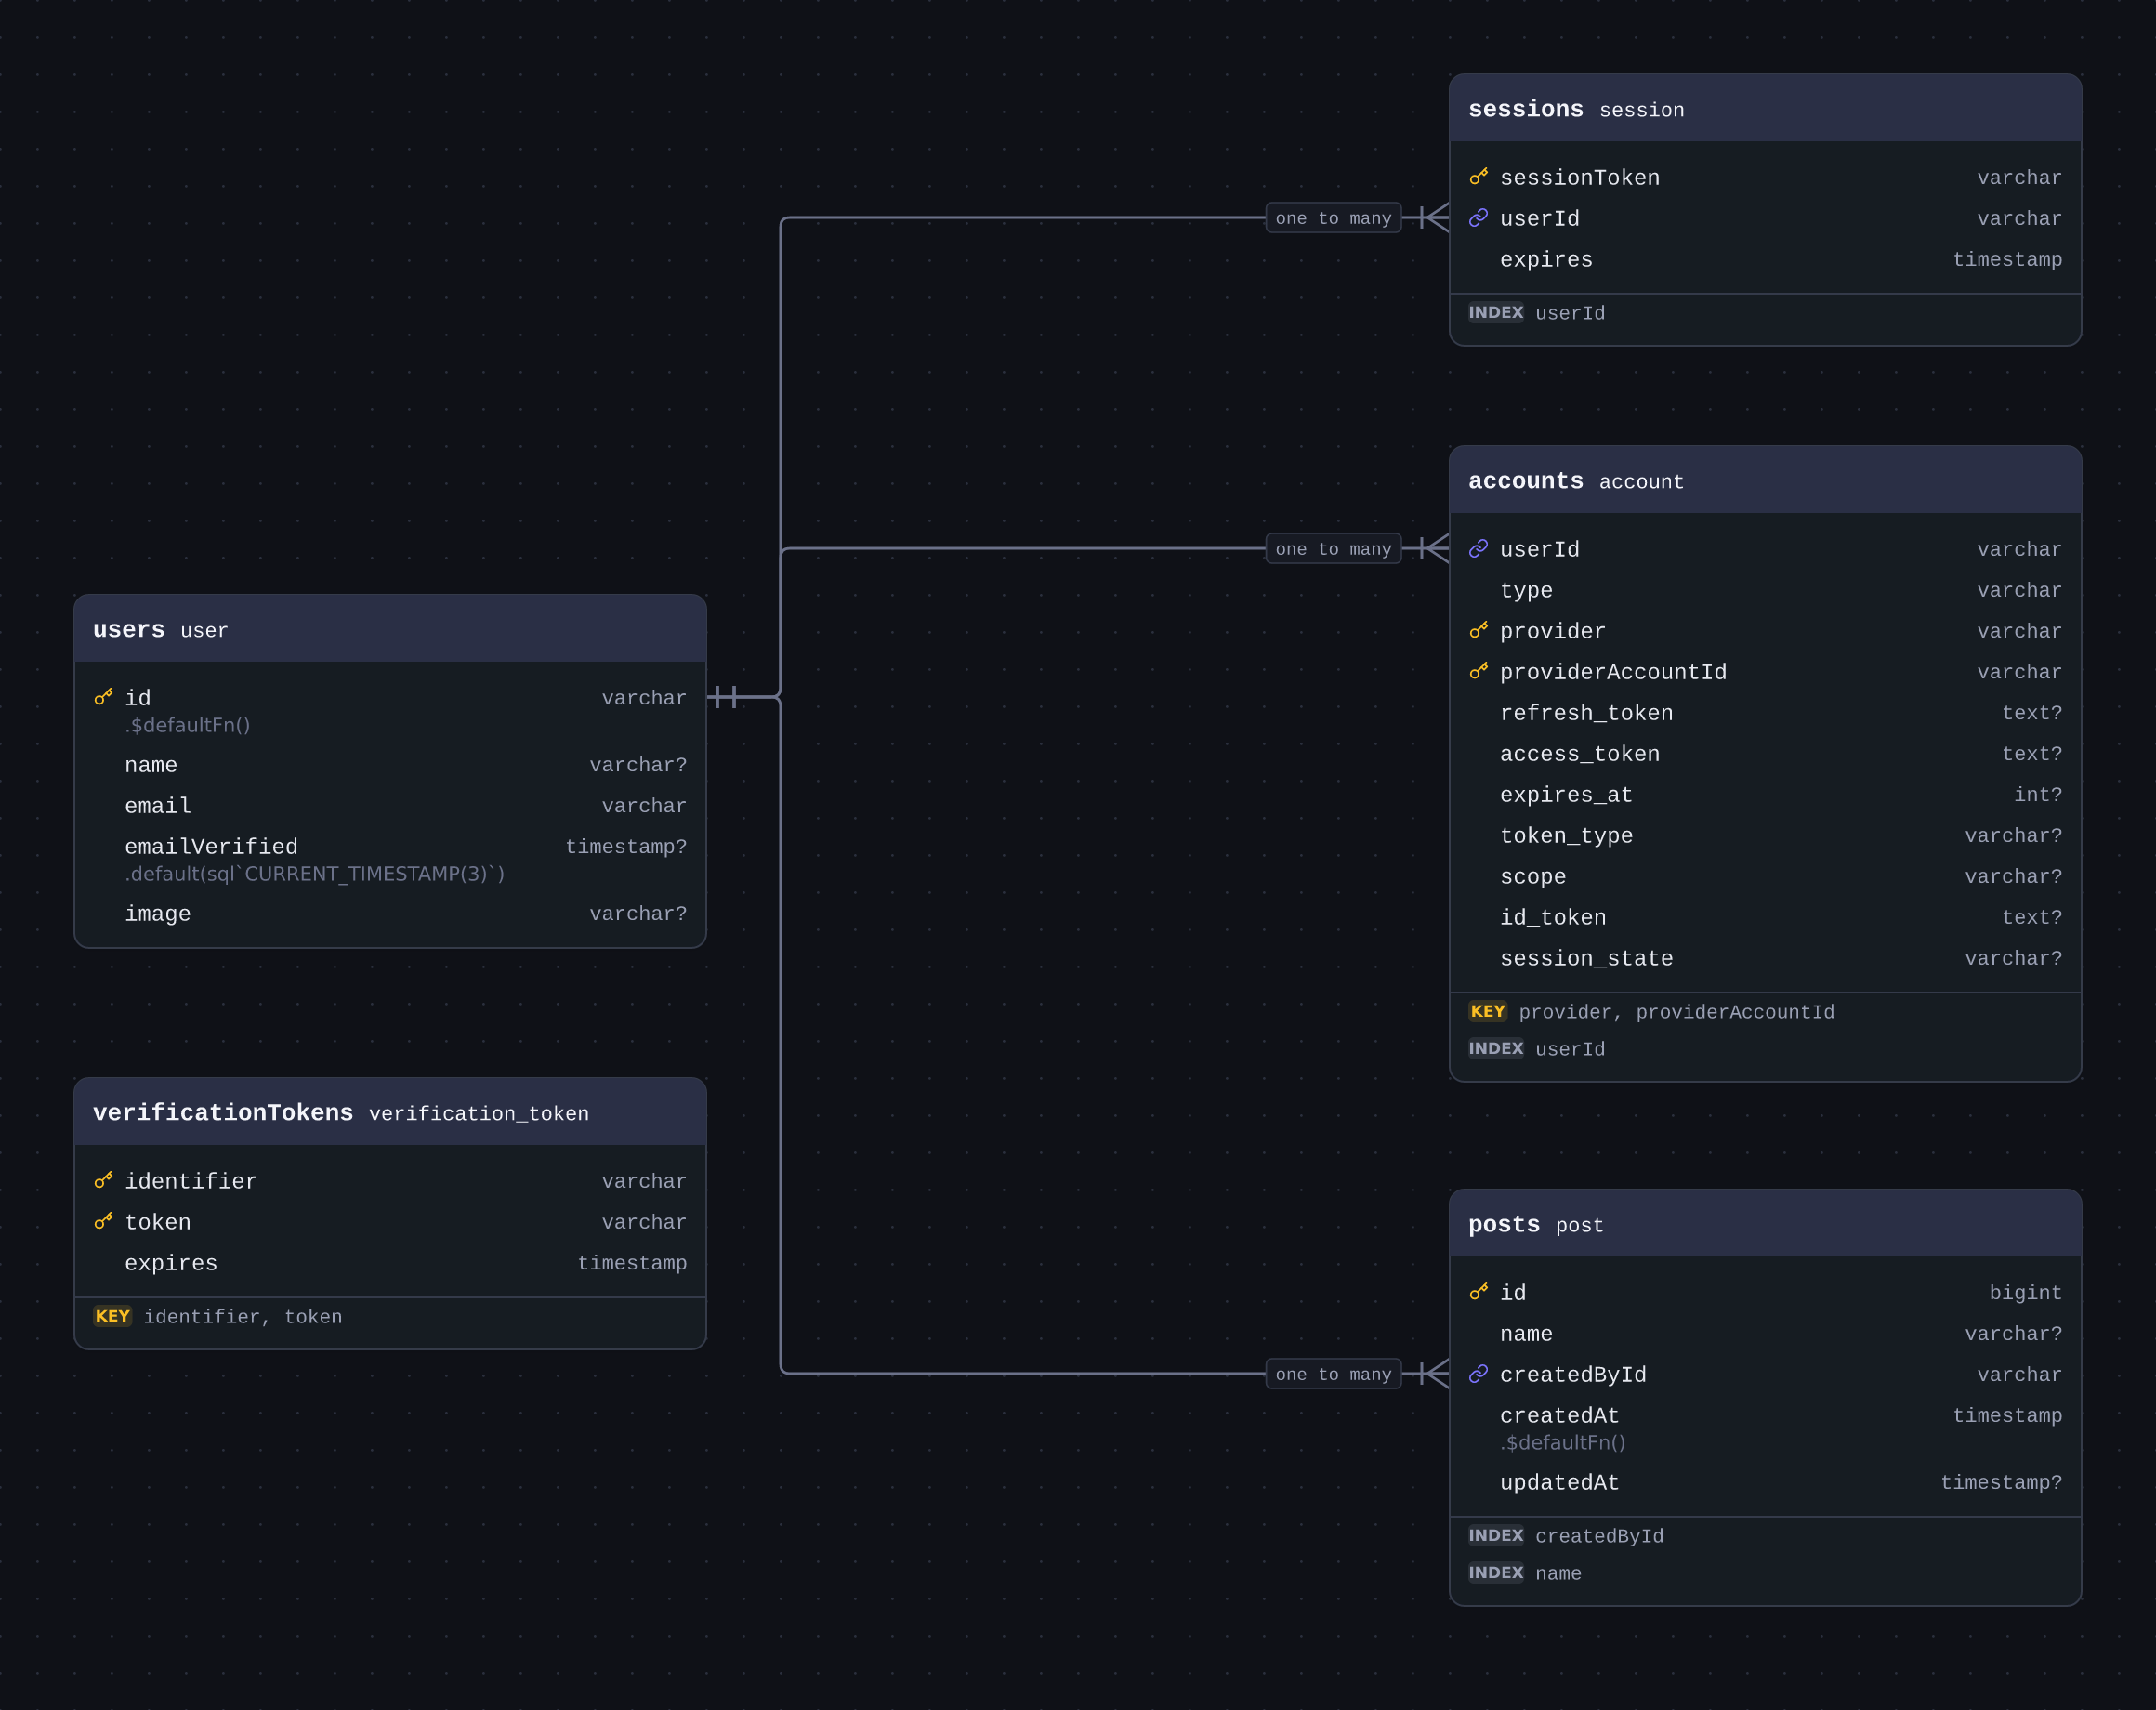 sessions session
sessionToken varchar
userId varchar
expires timestamp
INDEX userId
one to many
accounts account
userId varchar
type varchar
provider varchar
providerAccountId varchar
refresh_token text?
access_token text?
expires_at int?
token_type varchar?
scope varchar?
id_token text?
session_state varchar?
KEY provider, providerAccountId
INDEX userId
one to many
users user
id varchar
.$defaultFn()
name varchar?
email varchar
emailVerified timestamp?
.default(sql`CURRENT_TIMESTAMP(3)`)
image varchar?
verificationTokens verification_token
identifier varchar
token varchar
expires timestamp
KEY identifier, token
posts post
id bigint
name varchar?
createdById varchar
createdAt timestamp
.$defaultFn()
updatedAt timestamp?
INDEX createdById
INDEX name
one to many